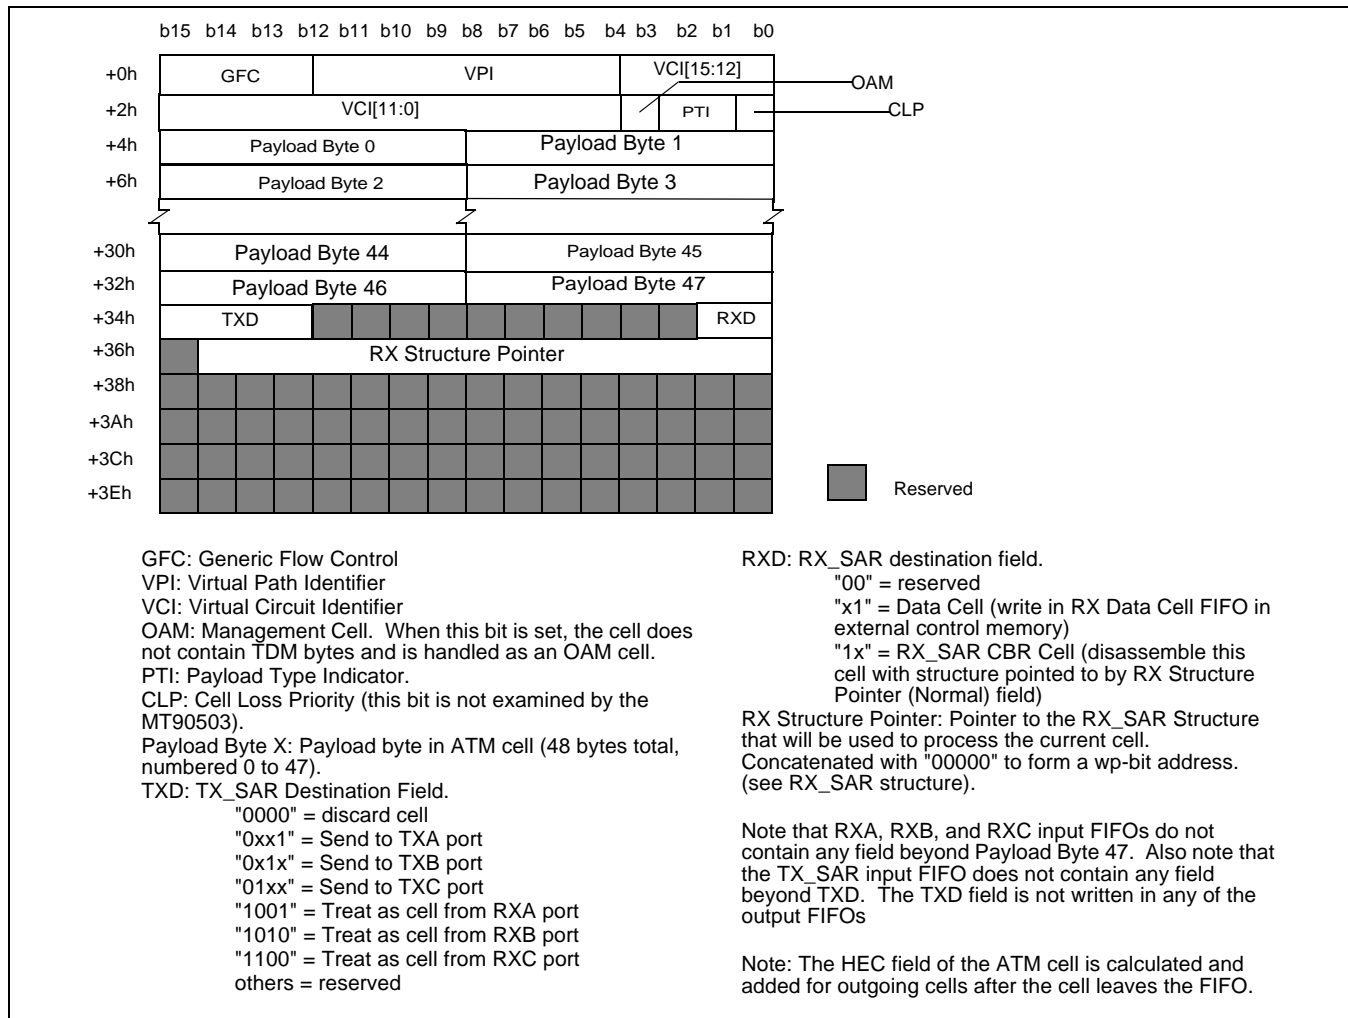 b15 b14 b13 b12 b11 b10 b9 b8 b7 b6 b5 b4 b3 b2 b1 b0
+0h GFC VPI VCI[15:12]
OAM
+2h VCI[11:0] PTI CLP
+4h Payload Byte 0 Payload Byte 1
+6h Payload Byte 2 Payload Byte 3
+30h Payload Byte 44 Payload Byte 45
+32h Payload Byte 46 Payload Byte 47
+34h TXD RXD
+36h RX Structure Pointer
+38h
+3Ah
+3Ch
+3Eh
Reserved
GFC: Generic Flow Control
VPI: Virtual Path Identifier
VCI: Virtual Circuit Identifier
OAM: Management Cell. When this bit is set, the cell does
not contain TDM bytes and is handled as an OAM cell.
PTI: Payload Type Indicator.
CLP: Cell Loss Priority (this bit is not examined by the
MT90503).
Payload Byte X: Payload byte in ATM cell (48 bytes total,
numbered 0 to 47).
TXD: TX_SAR Destination Field.
"0000" = discard cell
"0xx1" = Send to TXA port
"0x1x" = Send to TXB port
"01xx" = Send to TXC port
"1001" = Treat as cell from RXA port
"1010" = Treat as cell from RXB port
"1100" = Treat as cell from RXC port
others = reserved
RXD: RX_SAR destination field.
"00" = reserved
"x1" = Data Cell (write in RX Data Cell FIFO in
external control memory)
"1x" = RX_SAR CBR Cell (disassemble this
cell with structure pointed to by RX Structure
Pointer (Normal) field)
RX Structure Pointer: Pointer to the RX_SAR Structure
that will be used to process the current cell.
Concatenated with "00000" to form a wp-bit address.
(see RX_SAR structure).
Note that RXA, RXB, and RXC input FIFOs do not
contain any field beyond Payload Byte 47. Also note that
the TX_SAR input FIFO does not contain any field
beyond TXD. The TXD field is not written in any of the
output FIFOs
Note: The HEC field of the ATM cell is calculated and
added for outgoing cells after the cell leaves the FIFO.